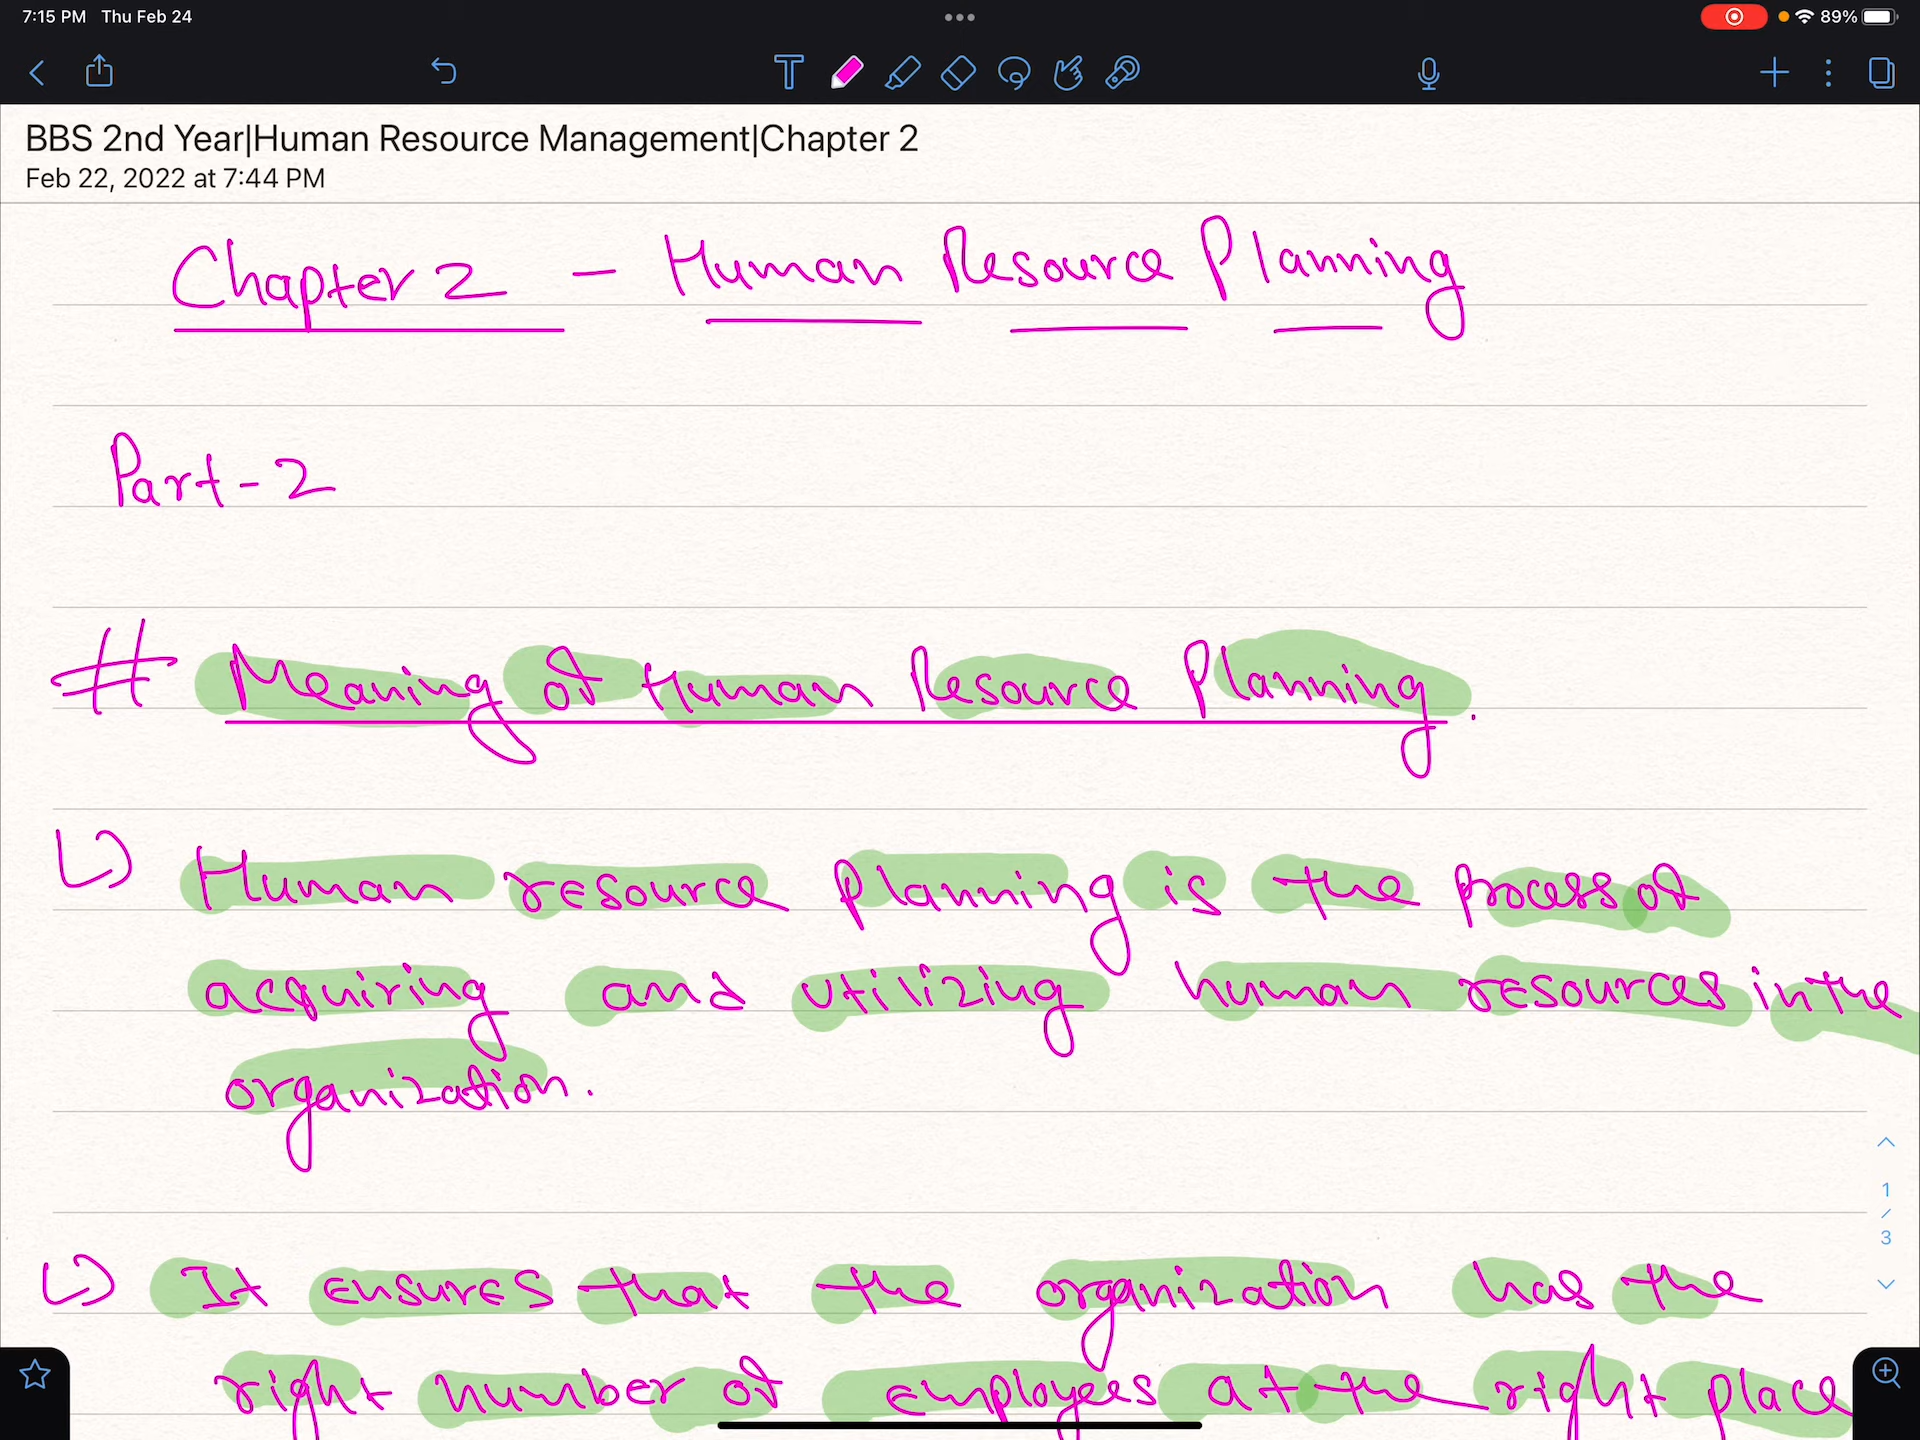 7:15 PM Thu Feb 24
89%
BBS 2nd Year|Human Resource Management|Chapter 2
Feb 22, 2022 at 7:44 PM
Chapter 2 - Human Resource Planning
Part-2
# Meaning of Human Resource Planning.
Human resource planning is the process of
acquiring and utilizing human resources in the
organization.
1
/
3
It ensures that the organization has the
right number of employees at the right place